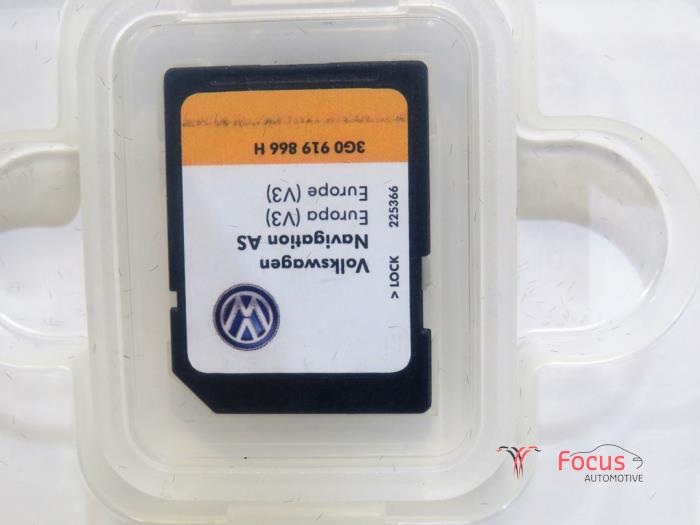 Volkswagen
Navigation AS
Europa (V3)
Europe (V3)
3G0 919 866 H
> LOCK 225366
Focus
AUTOMOTIVE